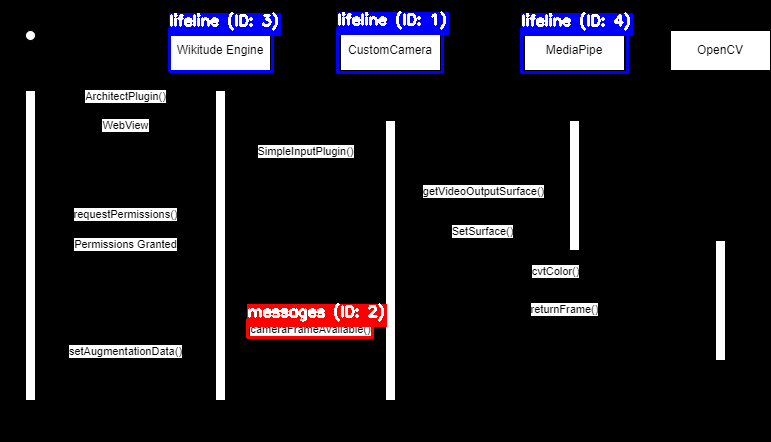 lifeline (ID: 3)
lifeline (ID: 1)
lifeline (ID: 4)
Wikitude Engine
CustomCamera
MediaPipe
OpenCV
ArchitectPlugin()
WebView
SimpleInputPlugin()
getVideoOutputSurface()
requestPermissions()
SetSurface()
Permissions Granted
cvtColor()
returnFrame()
messages (ID: 2)
cameraFrameAvailable()
setAugmentationData()